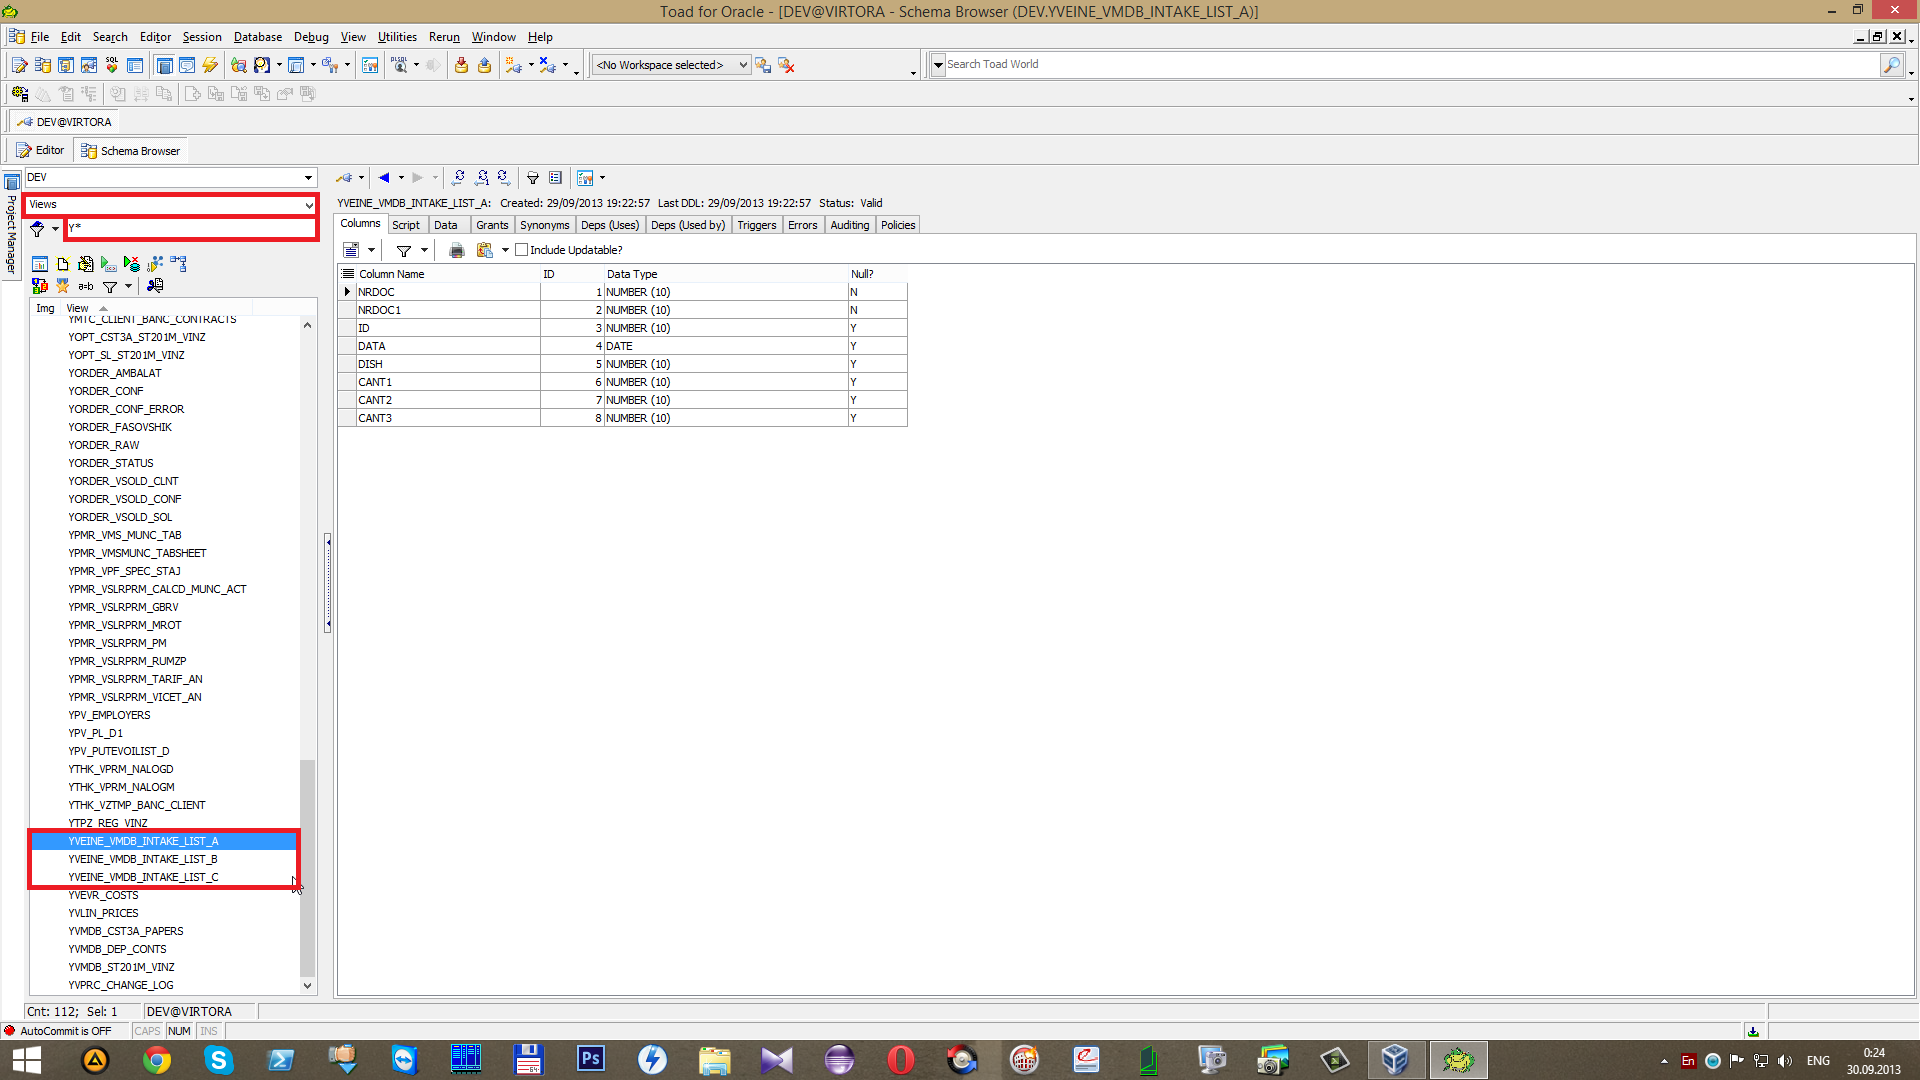 Toad for Oracle - [DEV@VIRTORA - Schema Browser (DEV.YVEINE_VMDB_INTAKE_LIST_A)]
File Edit Search Editor Session Database Debug View Utilities Rerun Window Help
SQL
<No Workspace selected>
Search Toad World
DEV@VIRTORA
Editor Schema Browser
Project Manager
DEV
Views
Y*
Img View
YMTC_CLIENT_BANC_CONTRACTS
YOPT_CST3A_ST201M_VINZ
YOPT_SL_ST201M_VINZ
YORDER_AMBALAT
YORDER_CONF
YORDER_CONF_ERROR
YORDER_FASOVSHIK
YORDER_RAW
YORDER_STATUS
YORDER_VSOLD_CLNT
YORDER_VSOLD_CONF
YORDER_VSOLD_SOL
YPMR_VMS_MUNC_TAB
YPMR_VMSMUNC_TABSHEET
YPMR_VPF_SPEC_STAJ
YPMR_VSLRPRM_CALCD_MUNC_ACT
YPMR_VSLRPRM_GBRV
YPMR_VSLRPRM_MROT
YPMR_VSLRPRM_PM
YPMR_VSLRPRM_RUMZP
YPMR_VSLRPRM_TARIF_AN
YPMR_VSLRPRM_VICET_AN
YPV_EMPLOYERS
YPV_PL_D1
YPV_PUTEVOILIST_D
YTHK_VPRM_NALOGD
YTHK_VPRM_NALOGM
YTHK_VZTMP_BANC_CLIENT
YTPZ_REG_VINZ
YVEINE_VMDB_INTAKE_LIST_A
YVEINE_VMDB_INTAKE_LIST_B
YVEINE_VMDB_INTAKE_LIST_C
YVEVR_COSTS
YVLIN_PRICES
YVMDB_CST3A_PAPERS
YVMDB_DEP_CONTS
YVMDB_ST201M_VINZ
YVPRC_CHANGE_LOG
YVEINE_VMDB_INTAKE_LIST_A: Created: 29/09/2013 19:22:57 Last DDL: 29/09/2013 19:22:57 Status: Valid
Columns Script Data Grants Synonyms Deps (Uses) Deps (Used by) Triggers Errors Auditing Policies
Include Updatable?
Column Name ID Data Type Null?
NRDOC 1 NUMBER (10) N
NRDOC1 2 NUMBER (10) N
ID 3 NUMBER (10) Y
DATA 4 DATE Y
DISH 5 NUMBER (10) Y
CANT1 6 NUMBER (10) Y
CANT2 7 NUMBER (10) Y
CANT3 8 NUMBER (10) Y
Cnt: 112; Sel: 1 DEV@VIRTORA
AutoCommit is OFF CAPS NUM INS
Ps
64
En
ENG
0:24
30.09.2013